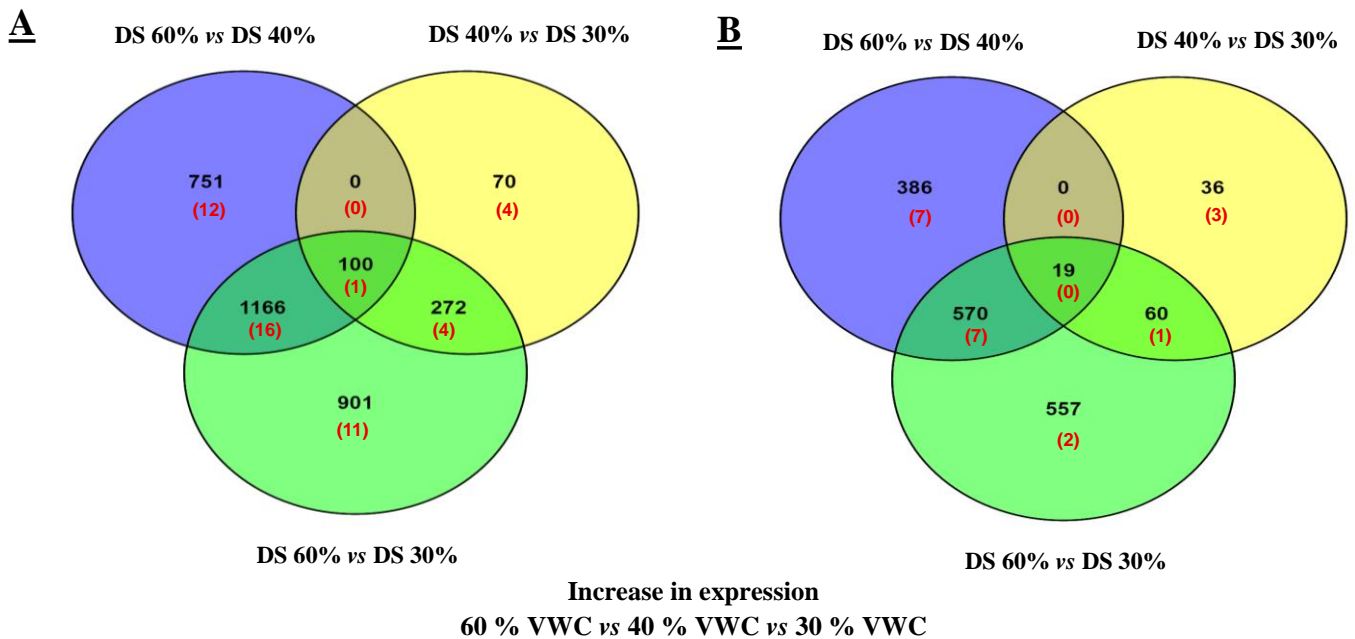 A
DS 60% vs DS 40%
DS 40% vs DS 30%
751
(12)
0
(0)
70
(4)
100
(1)
1166
(16)
272
(4)
901
(11)
DS 60% vs DS 30%
B
DS 60% vs DS 40%
DS 40% vs DS 30%
386
(7)
0
(0)
36
(3)
19
(0)
570
(7)
60
(1)
557
(2)
DS 60% vs DS 30%
Increase in expression
60 % VWC vs 40 % VWC vs 30 % VWC